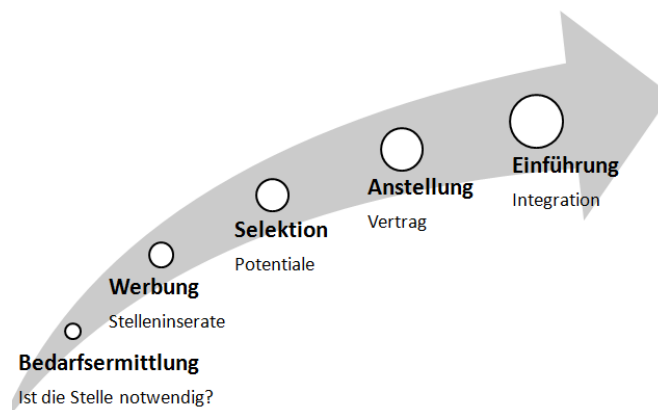 Bedarfsermittlung
Ist die Stelle notwendig?
Werbung
Stelleninserate
Selektion
Potentiale
Anstellung
Vertrag
Einführung
Integration